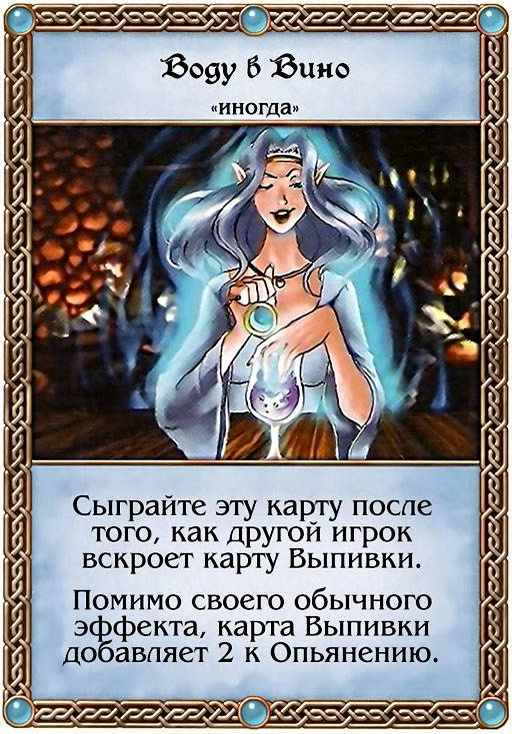 Воду в Вино
«иногда»
Сыграйте эту карту после
того, как другой игрок
вскроет карту Выпивки.
Помимо своего обычного
эффекта, карта Выпивки
добавляет 2 к Опьянению.